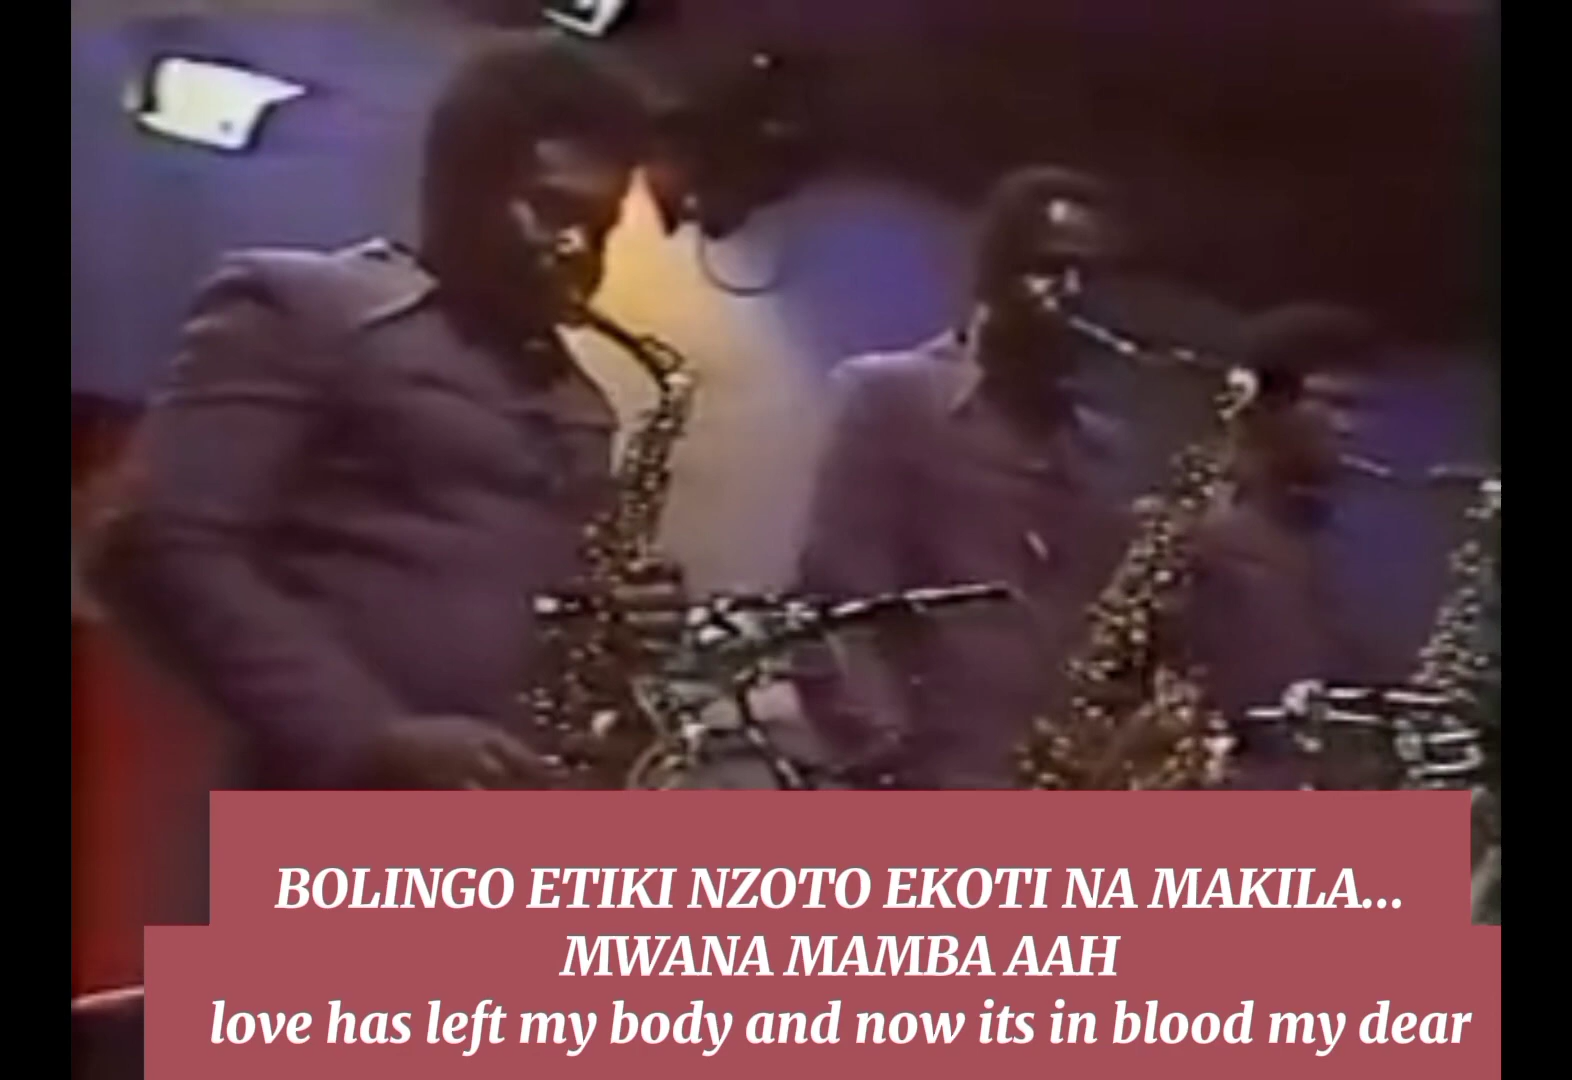 BOLINGO ETIKI NZOTO EKOTI NA MAKILA...
MWANA MAMBA AAH
love has left my body and now its in blood my dear